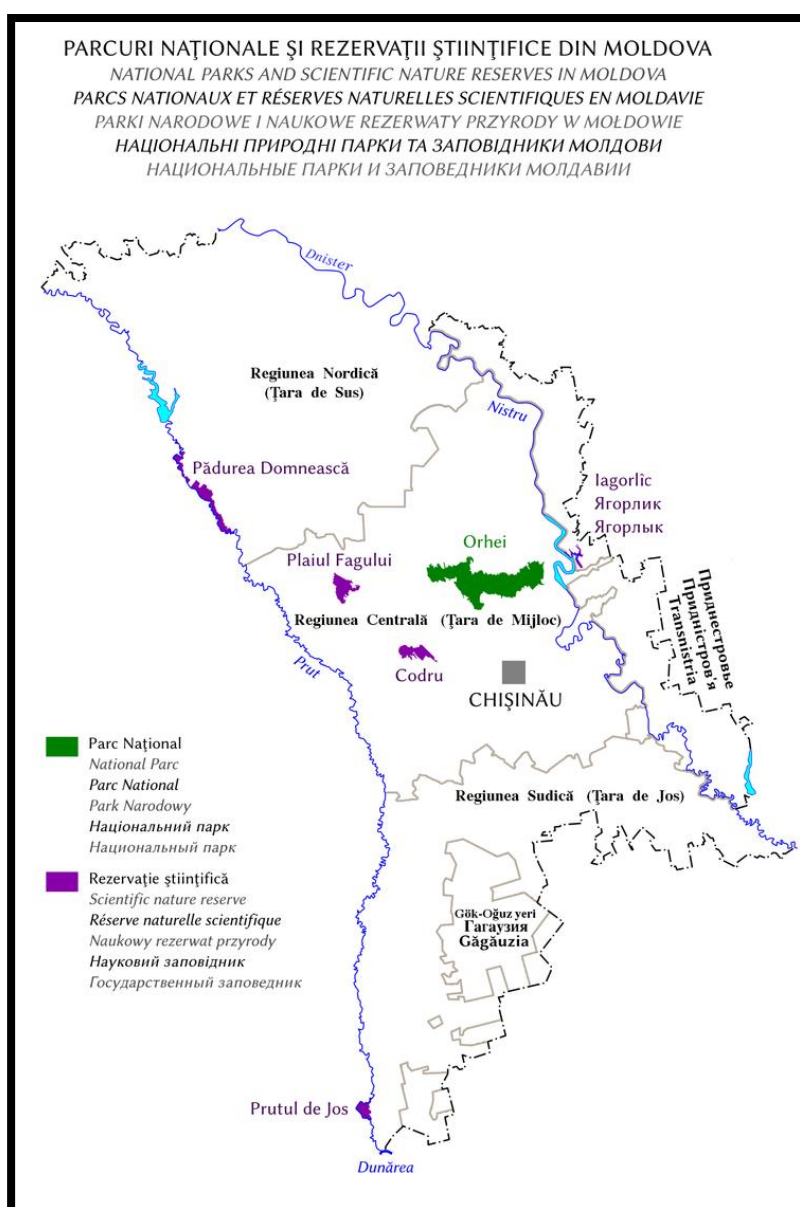 PARCURI NAŢIONALE ŞI REZERVAŢII ŞTIINŢIFICE DIN MOLDOVA
NATIONAL PARKS AND SCIENTIFIC NATURE RESERVES IN MOLDOVA
PARCS NATIONAUX ET RÉSERVES NATURELLES SCIENTIFIQUES EN MOLDAVIE
PARKI NARODOWE I NAUKOWE REZERWATY PRZYRODY W MOŁDOWIE
НАЦІОНАЛЬНІ ПРИРОДНІ ПАРКИ ТА ЗАПОВІДНИКИ МОЛДОВИ
НАЦИОНАЛЬНЫЕ ПАРКИ И ЗАПОВЕДНИКИ МОЛДАВИИ
Dnister
Regiunea Nordică
(Ţara de Sus)
Nistru
Pădurea Domnească
Iagorlîc
Ягорлик
Ягорлык
Orhei
Plaiul Fagului
Regiunea Centrală (Ţara de Mijloc)
Приднестровье
Придністров'я
Transnistria
Prut
Codru
CHIŞINĂU
Parc Naţional
National Parc
Parc National
Park Narodowy
Національний парк
Национальный парк
Regiunea Sudică (Ţara de Jos)
Rezervaţie ştiinţifică
Scientific nature reserve
Réserve naturelle scientifique
Naukowy rezerwat przyrody
Науковий заповідник
Государственный заповедник
Gök-Oğuz yeri
Гагаузия
Găgăuzia
Prutul de Jos
Dunărea